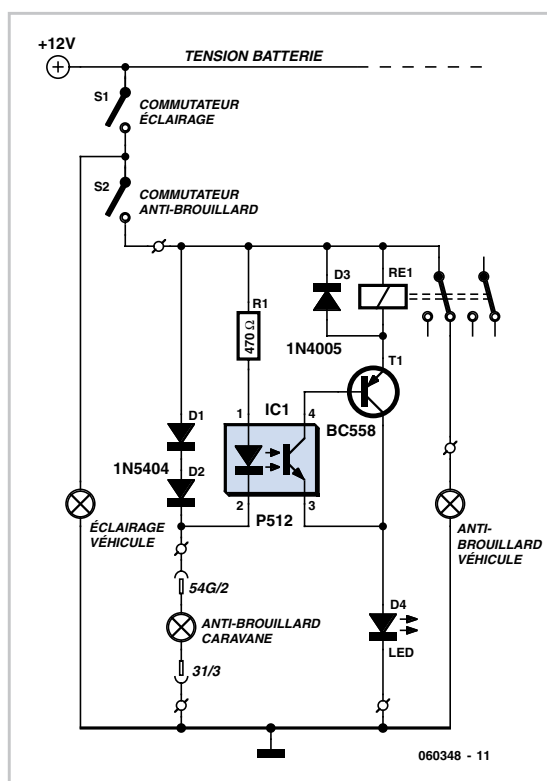 +12V
TENSION BATTERIE
S1
COMMUTATEUR
ÉCLAIRAGE
S2
COMMUTATEUR
ANTI-BROUILLARD
D3
RE1
R1
470 Ω
1N4005
T1
IC1
1
4
BC558
D1
1N5404
D2
2
3
P512
ÉCLAIRAGE
VÉHICULE
ANTI-
BROUILLARD
VÉHICULE
54G/2
D4
ANTI-BROUILLARD
CARAVANE
LED
31/3
060348 - 11